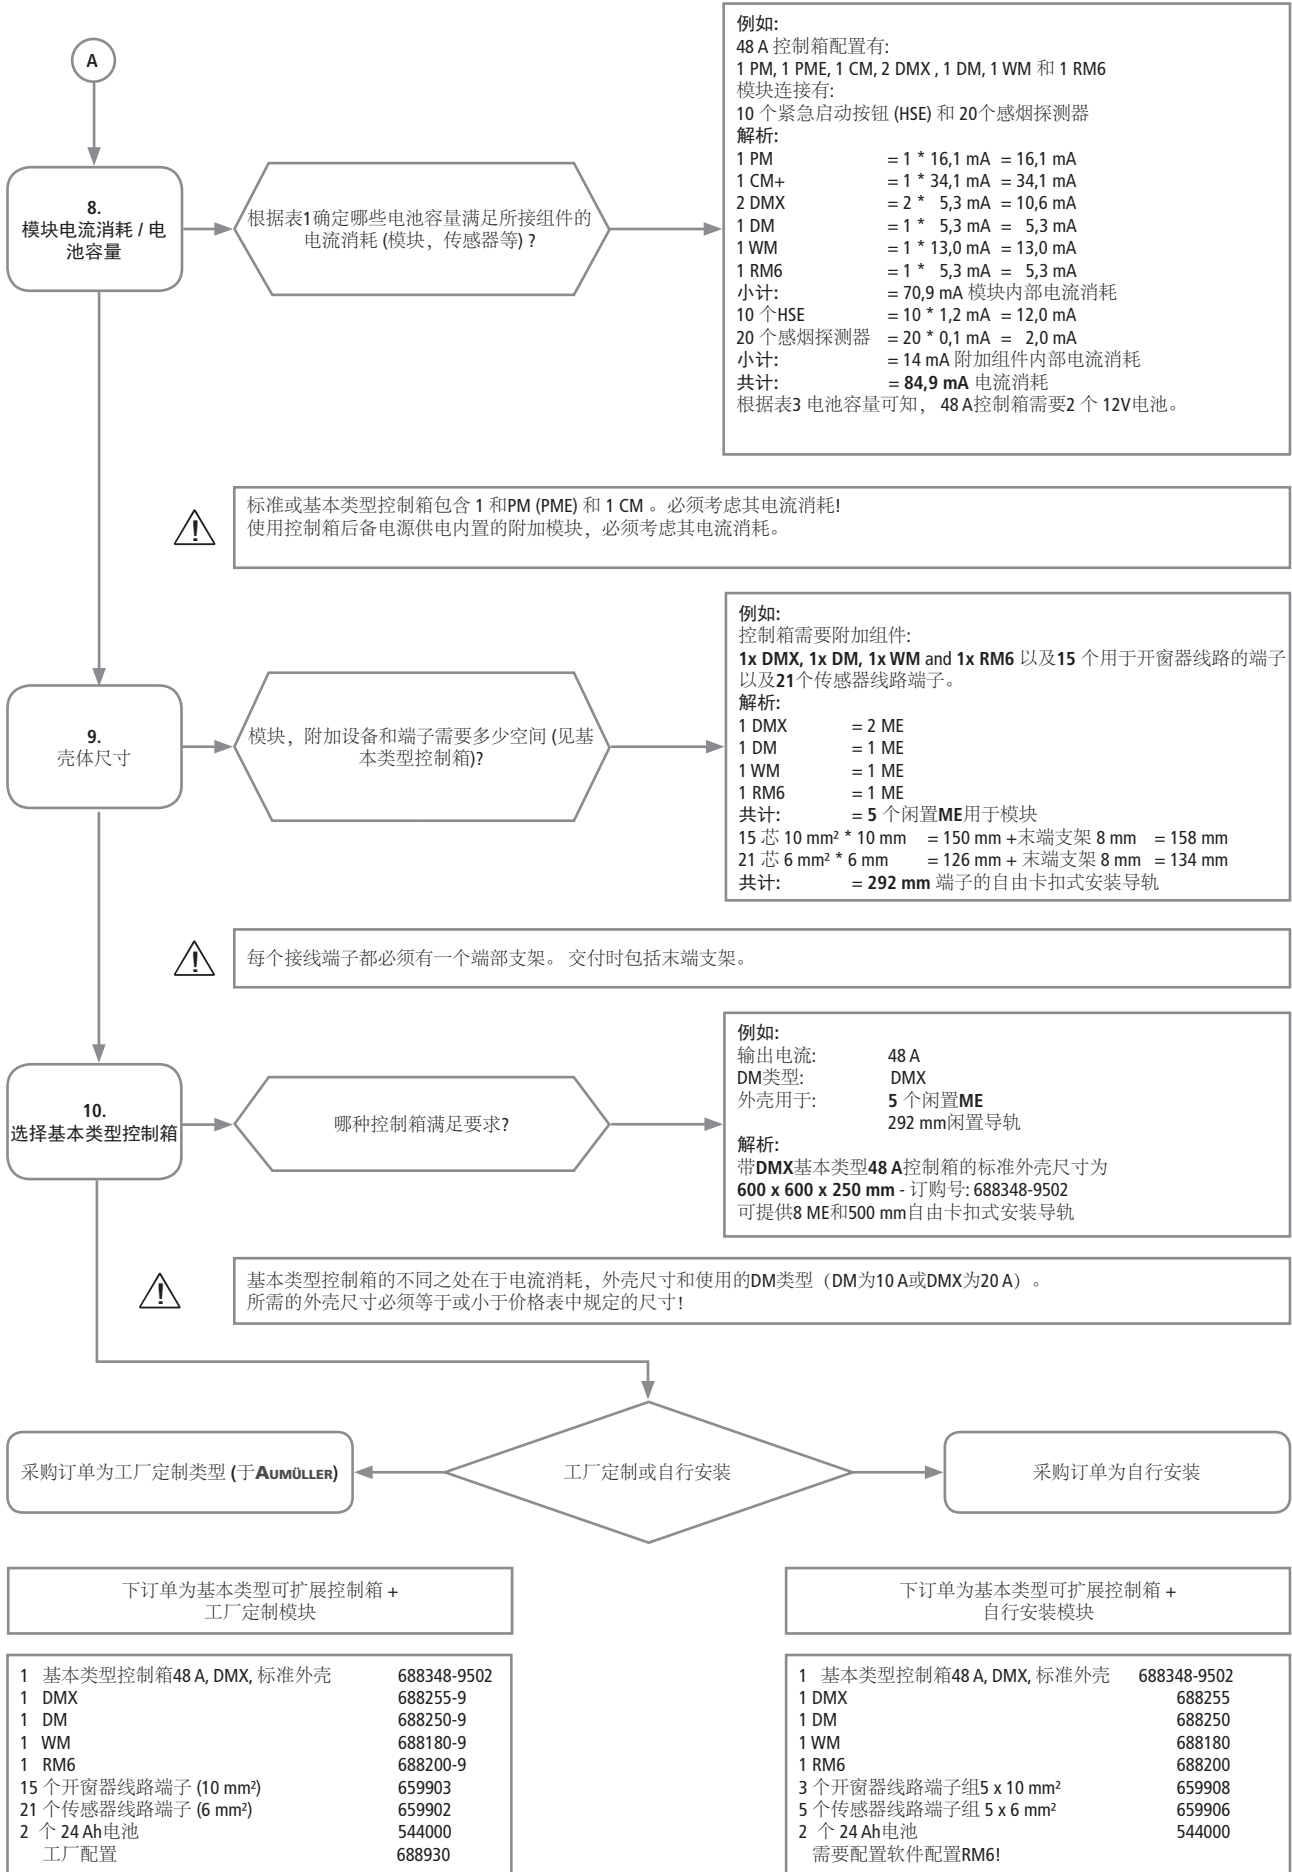 A
8.
模块电流消耗 / 电
池容量
根据表1确定哪些电池容量满足所接组件的
电流消耗 (模块，传感器等) ?
例如:
48 A 控制箱配置有:
1 PM, 1 PME, 1 CM, 2 DMX , 1 DM, 1 WM 和 1 RM6
模块连接有:
10 个紧急启动按钮 (HSE) 和 20个感烟探测器
解析:
1 PM = 1 * 16,1 mA = 16,1 mA
1 CM+ = 1 * 34,1 mA = 34,1 mA
2 DMX = 2 * 5,3 mA = 10,6 mA
1 DM = 1 * 5,3 mA = 5,3 mA
1 WM = 1 * 13,0 mA = 13,0 mA
1 RM6 = 1 * 5,3 mA = 5,3 mA
小计: = 70,9 mA 模块内部电流消耗
10 个HSE = 10 * 1,2 mA = 12,0 mA
20 个感烟探测器 = 20 * 0,1 mA = 2,0 mA
小计: = 14 mA 附加组件内部电流消耗
共计: = 84,9 mA 电流消耗
根据表3 电池容量可知， 48 A控制箱需要2 个 12V电池。
标准或基本类型控制箱包含 1 和PM (PME) 和 1 CM 。必须考虑其电流消耗!
使用控制箱后备电源供电内置的附加模块，必须考虑其电流消耗。
9.
壳体尺寸
模块，附加设备和端子需要多少空间 (见基
本类型控制箱)?
例如:
控制箱需要附加组件:
1x DMX, 1x DM, 1x WM and 1x RM6 以及15 个用于开窗器线路的端子
以及21个传感器线路端子。
解析:
1 DMX = 2 ME
1 DM = 1 ME
1 WM = 1 ME
1 RM6 = 1 ME
共计: = 5 个闲置ME用于模块
15 芯 10 mm² * 10 mm = 150 mm +末端支架 8 mm = 158 mm
21 芯 6 mm² * 6 mm = 126 mm + 末端支架 8 mm = 134 mm
共计: = 292 mm 端子的自由卡扣式安装导轨
每个接线端子都必须有一个端部支架。 交付时包括末端支架。
10.
选择基本类型控制箱
哪种控制箱满足要求?
例如:
输出电流: 48 A
DM类型: DMX
外壳用于: 5 个闲置ME
292 mm闲置导轨
解析:
带DMX基本类型48 A控制箱的标准外壳尺寸为
600 x 600 x 250 mm - 订购号: 688348-9502
可提供8 ME和500 mm自由卡扣式安装导轨
基本类型控制箱的不同之处在于电流消耗，外壳尺寸和使用的DM类型（DM为10 A或DMX为20 A）。
所需的外壳尺寸必须等于或小于价格表中规定的尺寸!
采购订单为工厂定制类型 (于AUMÜLLER)
工厂定制或自行安装
采购订单为自行安装
下订单为基本类型可扩展控制箱 +
工厂定制模块
1 基本类型控制箱48 A, DMX, 标准外壳 688348-9502
1 DMX 688255-9
1 DM 688250-9
1 WM 688180-9
1 RM6 688200-9
15 个开窗器线路端子 (10 mm²) 659903
21 个传感器线路端子 (6 mm²) 659902
2 个 24 Ah电池 544000
工厂配置 688930
下订单为基本类型可扩展控制箱 +
自行安装模块
1 基本类型控制箱48 A, DMX, 标准外壳 688348-9502
1 DMX 688255
1 DM 688250
1 WM 688180
1 RM6 688200
3 个开窗器线路端子组5 x 10 mm² 659908
5 个传感器线路端子组 5 x 6 mm² 659906
2 个 24 Ah电池 544000
需要配置软件配置RM6!